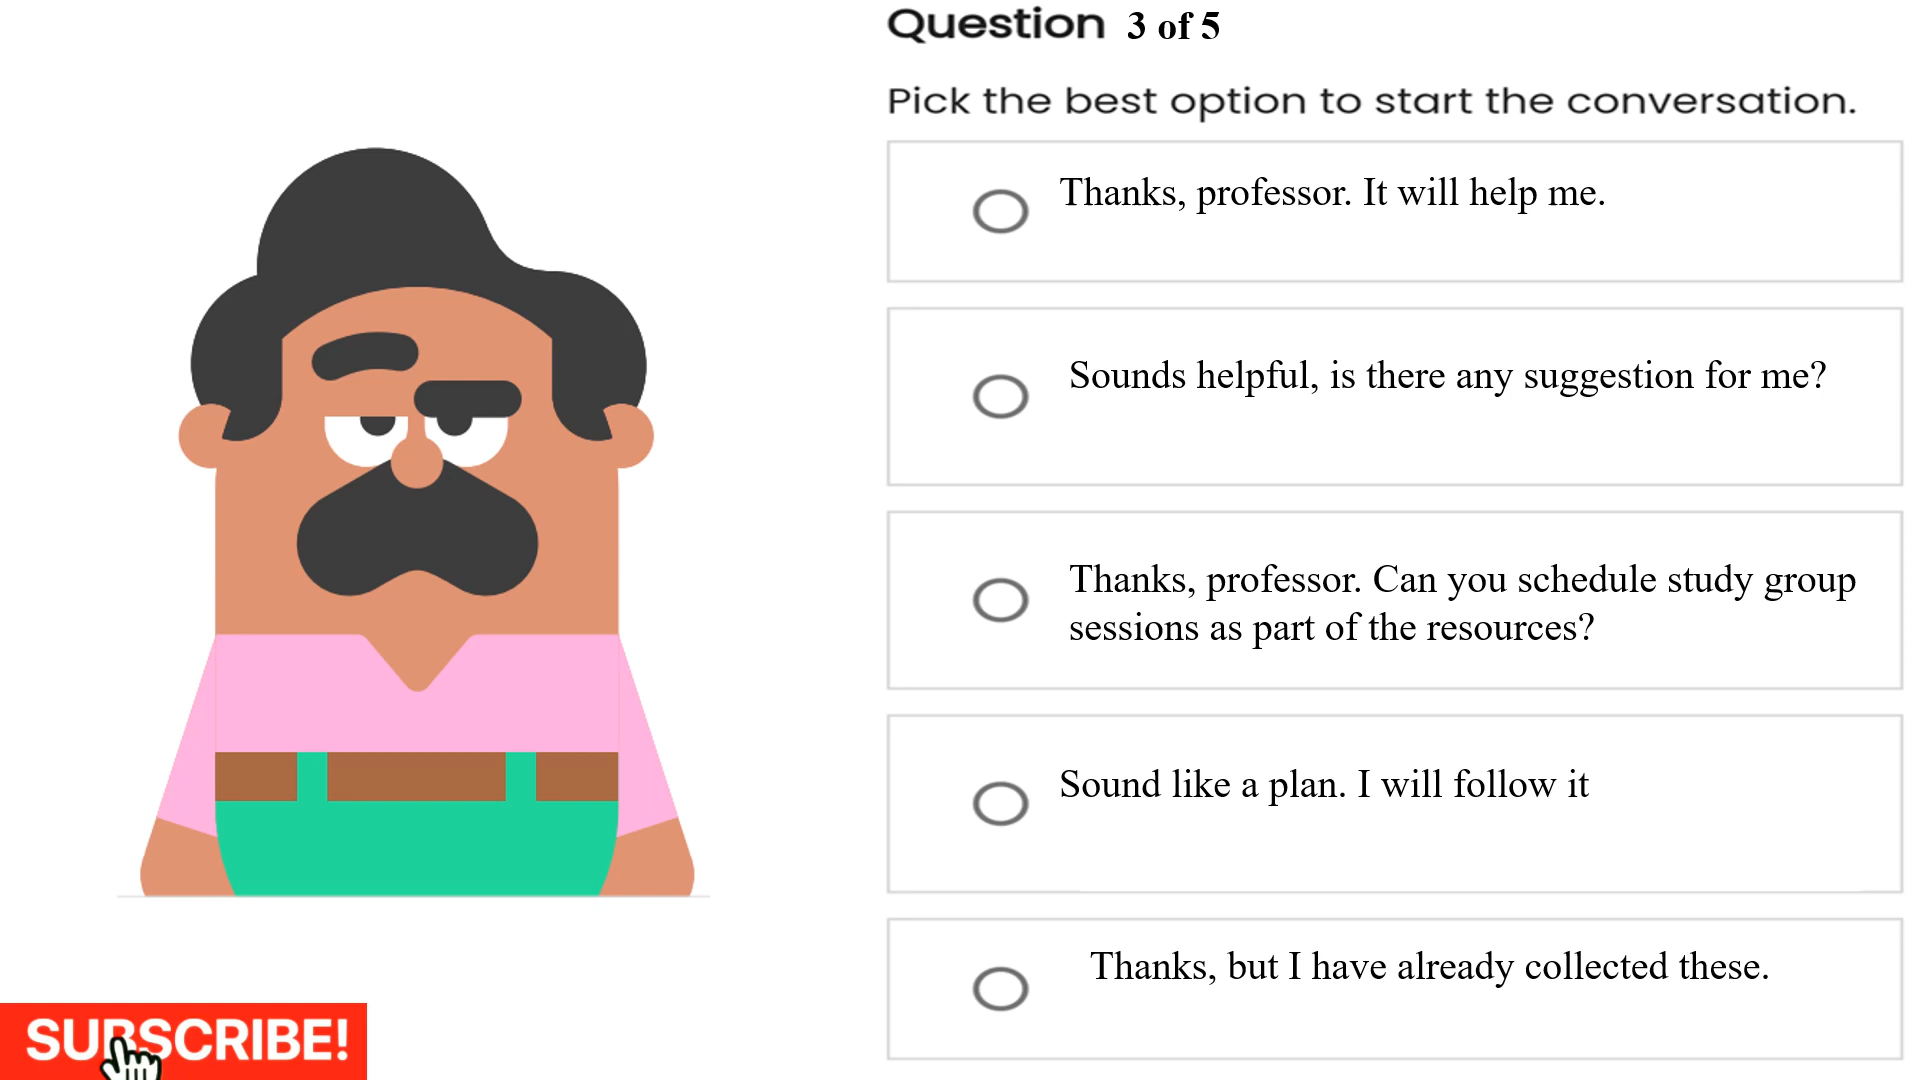 Question 3 of 5
Pick the best option to start the conversation.
Thanks, professor. It will help me.
Sounds helpful, is there any suggestion for me?
Thanks, professor. Can you schedule study group
sessions as part of the resources?
Sound like a plan. I will follow it
Thanks, but I have already collected these.
SUBSCRIBE!